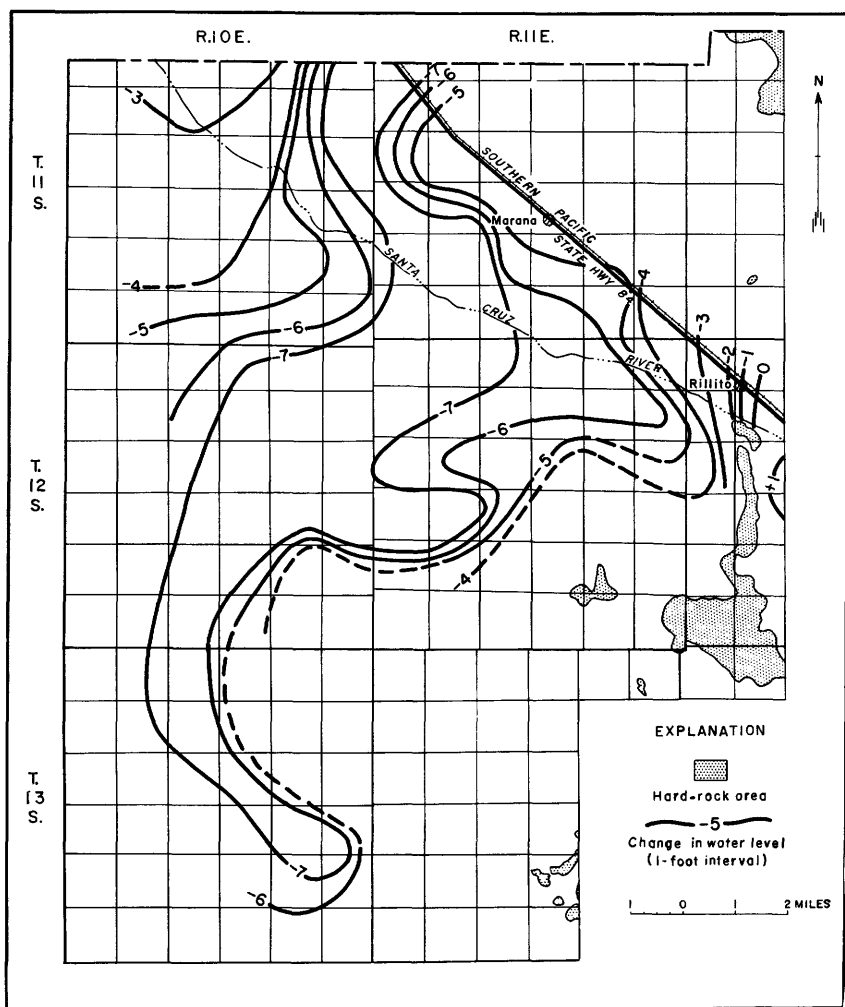 R.10E.
R.11E.
N
T.
11
S.
T.
12
S.
T.
13
S.
-3
-7
-6
-5
SOUTHERN
PACIFIC
Marana
STATE HWY 84
SANTA
CRUZ
RIVER
-4
-3
-2
-1
0
Rillito
+1
-4
-5
-6
-7
-7
-6
-5
-4
-7
-6
EXPLANATION
Hard-rock area
-5
Change in water level
(1-foot interval)
1 0 1 2 MILES